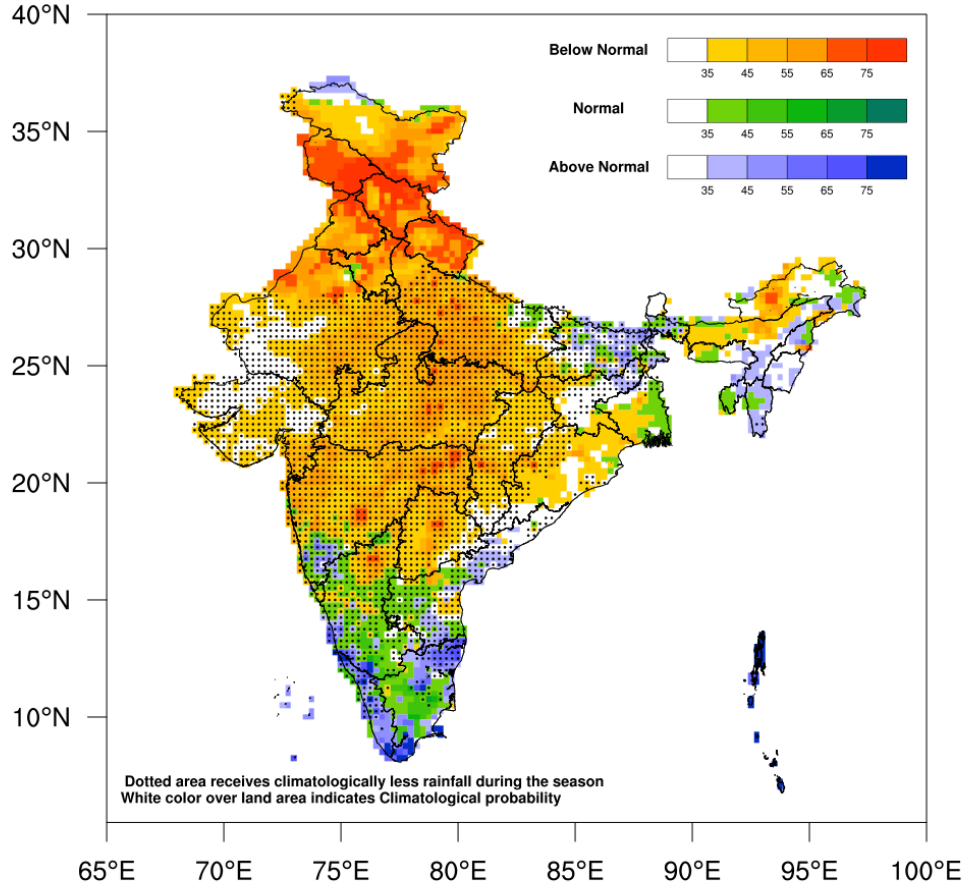 40°N
Below Normal
35 45 55 65 75
Normal
35 45 55 65 75
35°N
Above Normal
35 45 55 65 75
30°N
25°N
20°N
15°N
10°N
Dotted area receives climatologically less rainfall during the season
White color over land area indicates Climatological probability
65°E 70°E 75°E 80°E 85°E 90°E 95°E 100°E